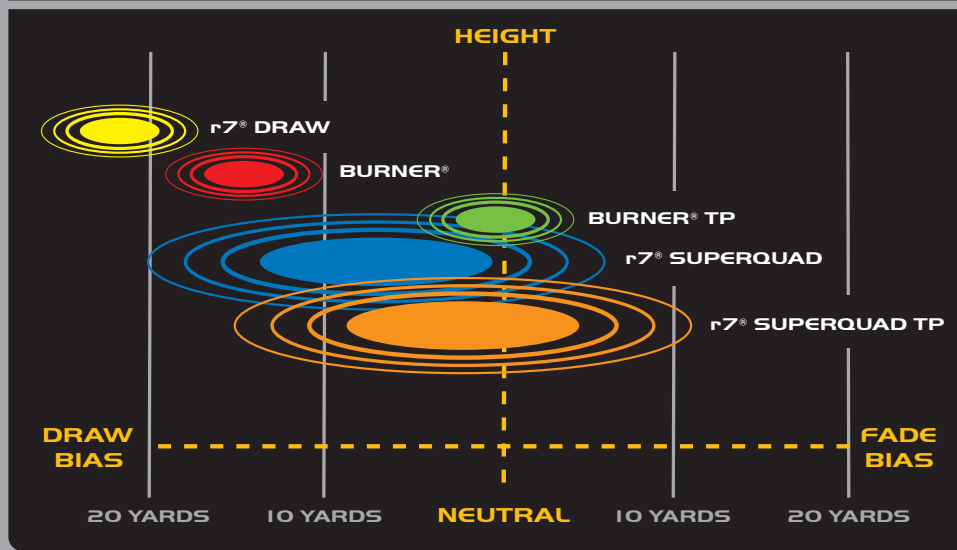 HEIGHT
r7® DRAW
BURNER®
BURNER® TP
r7® SUPERQUAD
r7® SUPERQUAD TP
DRAW
BIAS
FADE
BIAS
20 YARDS
10 YARDS
NEUTRAL
10 YARDS
20 YARDS